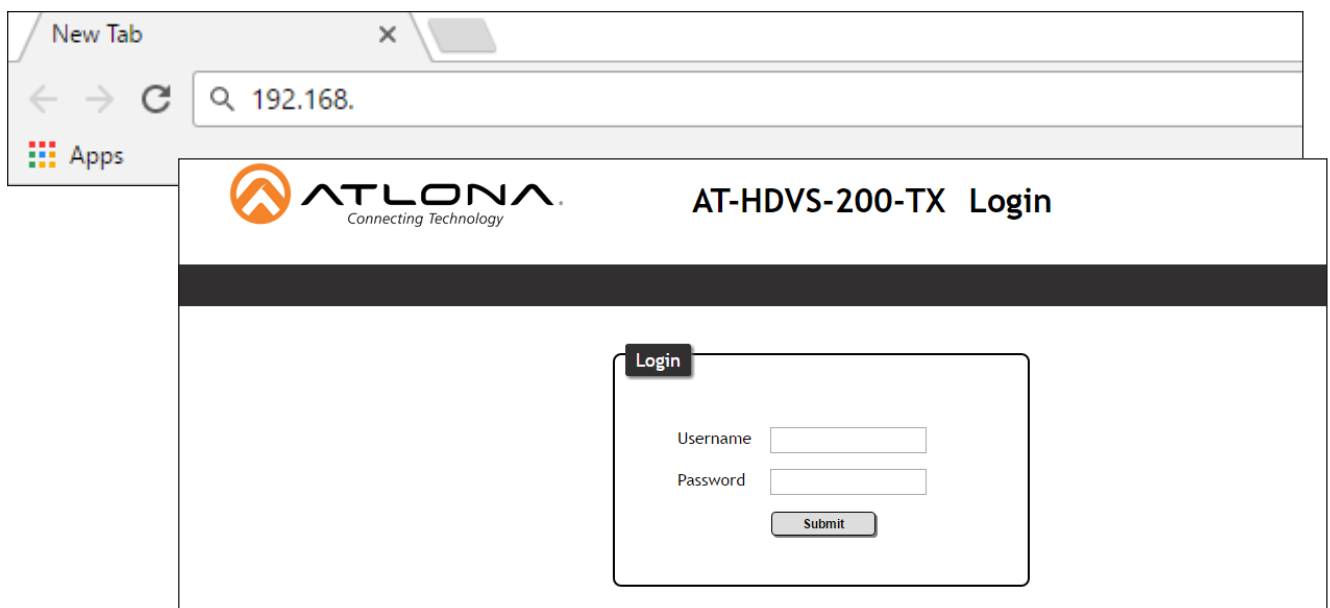 New Tab
192.168.
Apps
ATLONA.
Connecting Technology
AT-HDVS-200-TX Login
Login
Username
Password
Submit